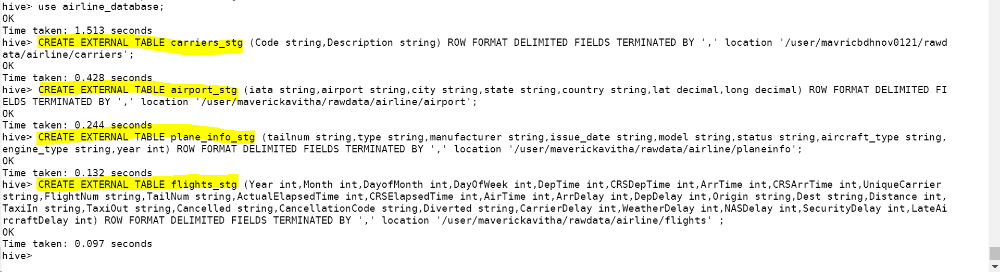 hive> use airline_database;
OK
Time taken: 1.513 seconds
hive> CREATE EXTERNAL TABLE carriers_stg (Code string,Description string) ROW FORMAT DELIMITED FIELDS TERMINATED BY ',' location '/user/mavricbdhnov0121/rawd
ata/airline/carriers';
OK
Time taken: 0.428 seconds
hive> CREATE EXTERNAL TABLE airport_stg (iata string,airport string,city string,state string,country string,lat decimal,long decimal) ROW FORMAT DELIMITED FI
ELDS TERMINATED BY ',' location '/user/maverickavitha/rawdata/airline/airport';
OK
Time taken: 0.244 seconds
hive> CREATE EXTERNAL TABLE plane_info_stg (tailnum string,type string,manufacturer string,issue_date string,model string,status string,aircraft_type string,
engine_type string,year int) ROW FORMAT DELIMITED FIELDS TERMINATED BY ',' location '/user/maverickavitha/rawdata/airline/planeinfo';
OK
Time taken: 0.132 seconds
hive> CREATE EXTERNAL TABLE flights_stg (Year int,Month int,DayofMonth int,DayOfWeek int,DepTime int,CRSDepTime int,ArrTime int,CRSArrTime int,UniqueCarrier
string,FlightNum string,TailNum string,ActualElapsedTime int,CRSElapsedTime int,AirTime int,ArrDelay int,DepDelay int,Origin string,Dest string,Distance int,
TaxiIn string,TaxiOut string,Cancelled string,CancellationCode string,Diverted string,CarrierDelay int,WeatherDelay int,NASDelay int,SecurityDelay int,LateAi
rcraftDelay int) ROW FORMAT DELIMITED FIELDS TERMINATED BY ',' location '/user/maverickavitha/rawdata/airline/flights' ;
OK
Time taken: 0.097 seconds
hive>